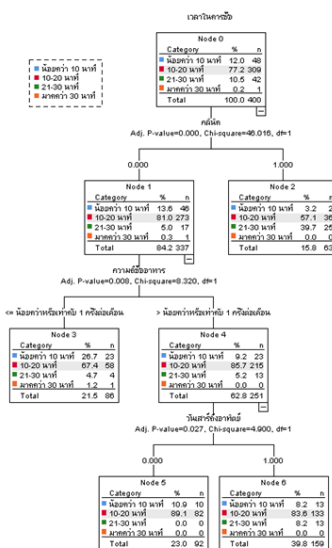 เวลาในการซื้อ
น้อยกว่า 10 นาที
10-20 นาที
21-30 นาที
มากกว่า 30 นาที
Node 0
Category % n
น้อยกว่า 10 นาที 12.0 48
10-20 นาที 77.2 309
21-30 นาที 10.5 42
มากกว่า 30 นาที 0.2 1
Total 100.0 400
Adj. P-value=0.000, Chi-square=46.016, df=1
0.000
1.000
Node 1
Category % n
น้อยกว่า 10 นาที 13.6 46
10-20 นาที 81.0 273
21-30 นาที 5.0 17
มากกว่า 30 นาที 0.3 1
Total 84.2 337
Node 2
Category % n
น้อยกว่า 10 นาที 3.2 2
10-20 นาที 57.1 36
21-30 นาที 39.7 25
มากกว่า 30 นาที 0.0 0
Total 15.8 63
Adj. P-value=0.008, Chi-square=8.320, df=1
<= น้อยกว่าหรือเท่ากับ 1 ครั้งต่อเดือน
> น้อยกว่าหรือเท่ากับ 1 ครั้งต่อเดือน
Node 3
Category % n
น้อยกว่า 10 นาที 26.7 23
10-20 นาที 67.4 58
21-30 นาที 4.7 4
มากกว่า 30 นาที 1.2 1
Total 21.5 86
Node 4
Category % n
น้อยกว่า 10 นาที 9.2 23
10-20 นาที 85.7 215
21-30 นาที 5.2 13
มากกว่า 30 นาที 0.0 0
Total 62.8 251
วันเสาร์ถึงอาทิตย์
Adj. P-value=0.027, Chi-square=4.900, df=1
0.000
1.000
Node 5
Category % n
น้อยกว่า 10 นาที 10.9 10
10-20 นาที 89.1 82
21-30 นาที 0.0 0
มากกว่า 30 นาที 0.0 0
Total 23.0 92
Node 6
Category % n
น้อยกว่า 10 นาที 8.2 13
10-20 นาที 83.6 133
21-30 นาที 8.2 13
มากกว่า 30 นาที 0.0 0
Total 39.8 159